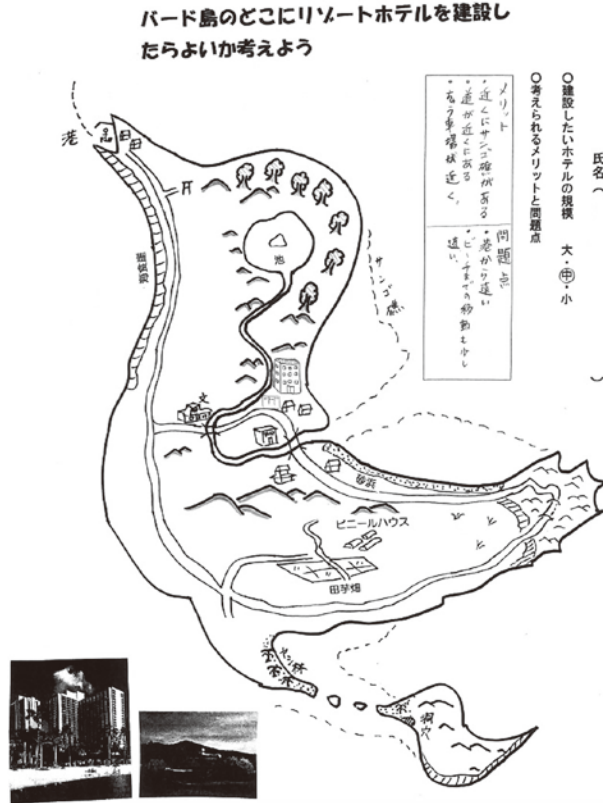 バード島のどこにリゾートホテルを建設し
たらよいか考えよう
氏名（　）
○建設したいホテルの規模　大・中・小
○考えられるメリットと問題点
メリット
・近くにサンゴ礁がある
・道が近くにある
問題点
・港から遠い
・ビーチまでの移動も少し
遠い
港
池
サンゴ礁
文
砂浜
ビニールハウス
田芋畑
ヤシ林
洞穴